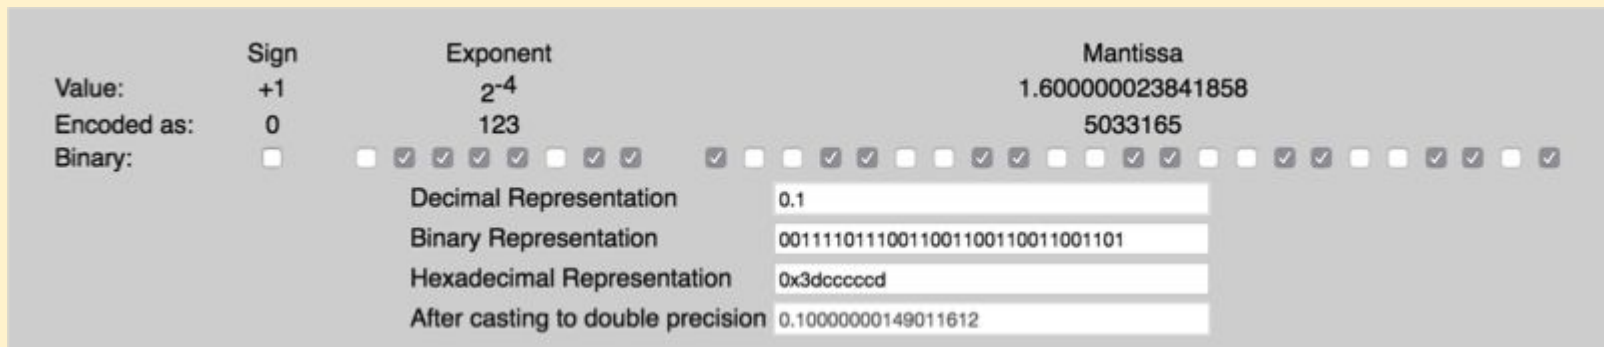 Sign Exponent Mantissa
Value: +1 2-4 1.600000023841858
Encoded as: 0 123 5033165
Binary:
Decimal Representation 0.1
Binary Representation 00111101110011001100110011001101
Hexadecimal Representation 0x3dcccccd
After casting to double precision 0.10000000149011612